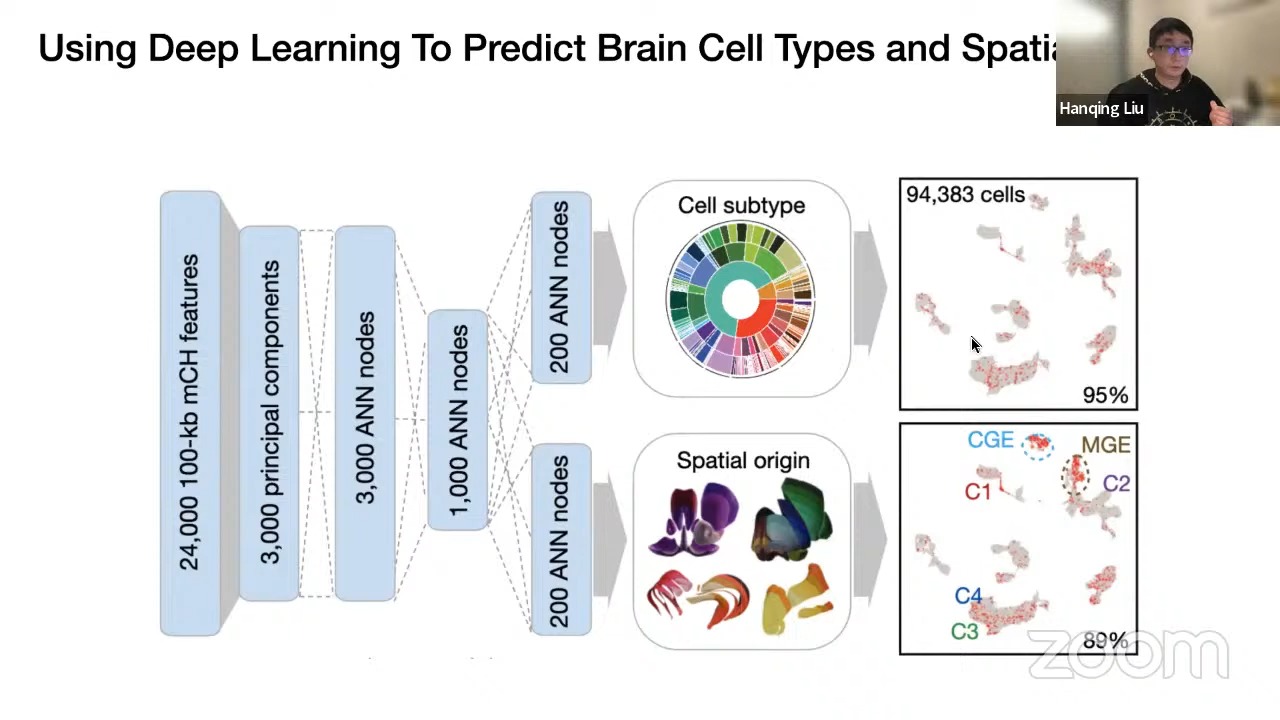 Using Deep Learning To Predict Brain Cell Types and Spatia
Hanqing Liu
24,000 100-kb mCH features
3,000 principal components
3,000 ANN nodes
1,000 ANN nodes
200 ANN nodes
200 ANN nodes
Cell subtype
Spatial origin
94,383 cells
95%
CGE
MGE
C1
C2
C4
C3
89%
zoom